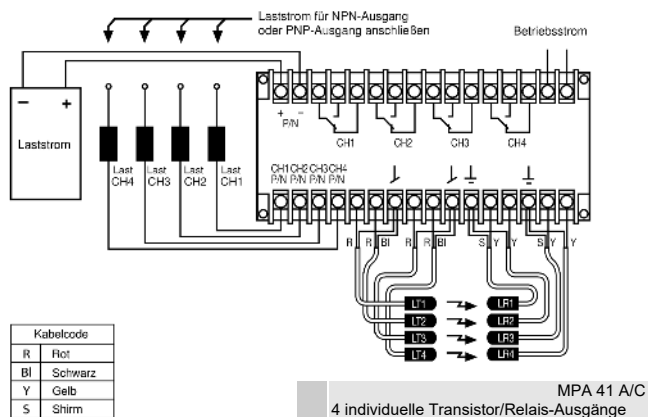 Laststrom für NPN-Ausgang
oder PNP-Ausgang anschließen
Betriebsstrom
− +
Laststrom
Last CH4
Last CH3
Last CH2
Last CH1
+ −
P/N
CH1
CH2
CH3
CH4
CH1 CH2 CH3 CH4
P/N P/N P/N P/N
R R Bl R R Bl S Y Y S Y Y
LT1
LR1
LT2
LR2
LT3
LR3
LT4
LR4
Kabelcode
R Rot
Bl Schwarz
Y Gelb
S Shirm
MPA 41 A/C
4 individuelle Transistor/Relais-Ausgänge